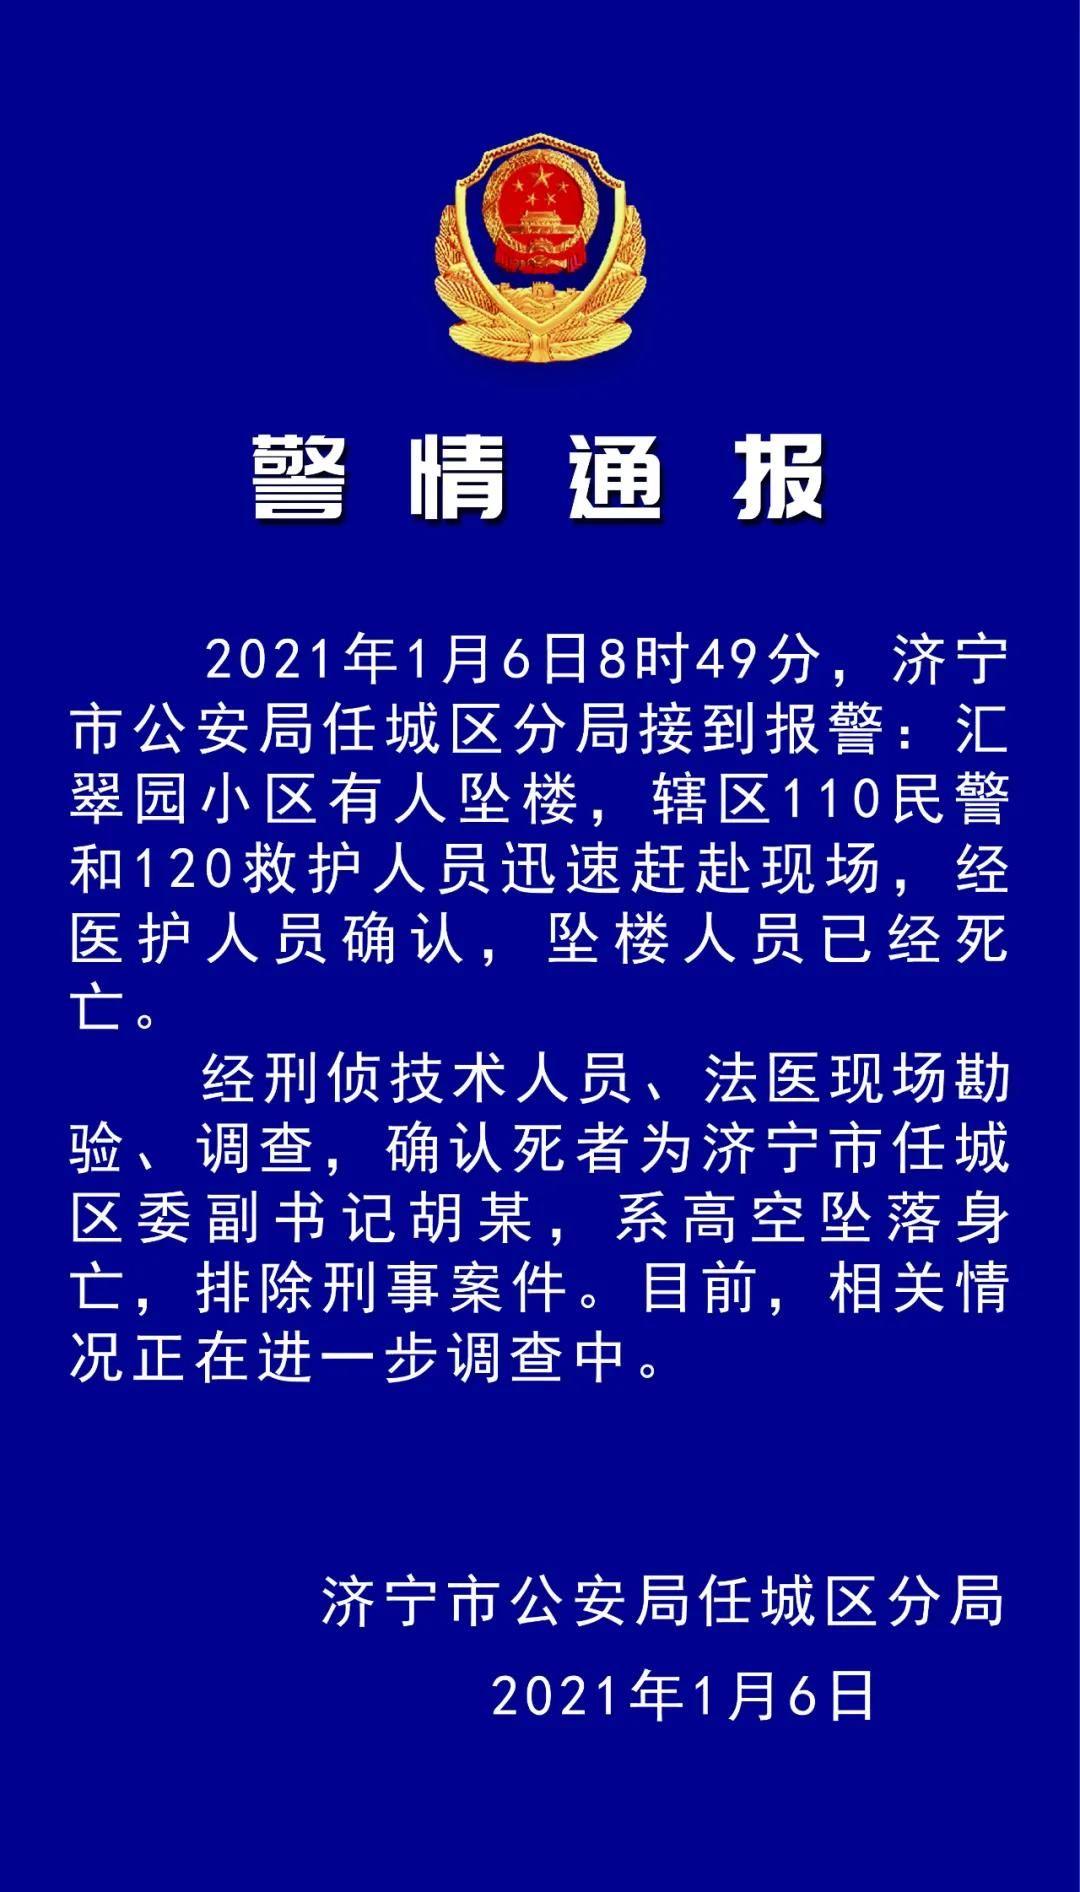 警情通报
2021年1月6日8时49分，济宁
市公安局任城区分局接到报警：汇
翠园小区有人坠楼，辖区110民警
和120救护人员迅速赶赴现场，经
医护人员确认，坠楼人员已经死
亡。
经刑侦技术人员、法医现场勘
验、调查，确认死者为济宁市任城
区委副书记胡某，系高空坠落身
亡，排除刑事案件。目前，相关情
况正在进一步调查中。
济宁市公安局任城区分局
2021年1月6日